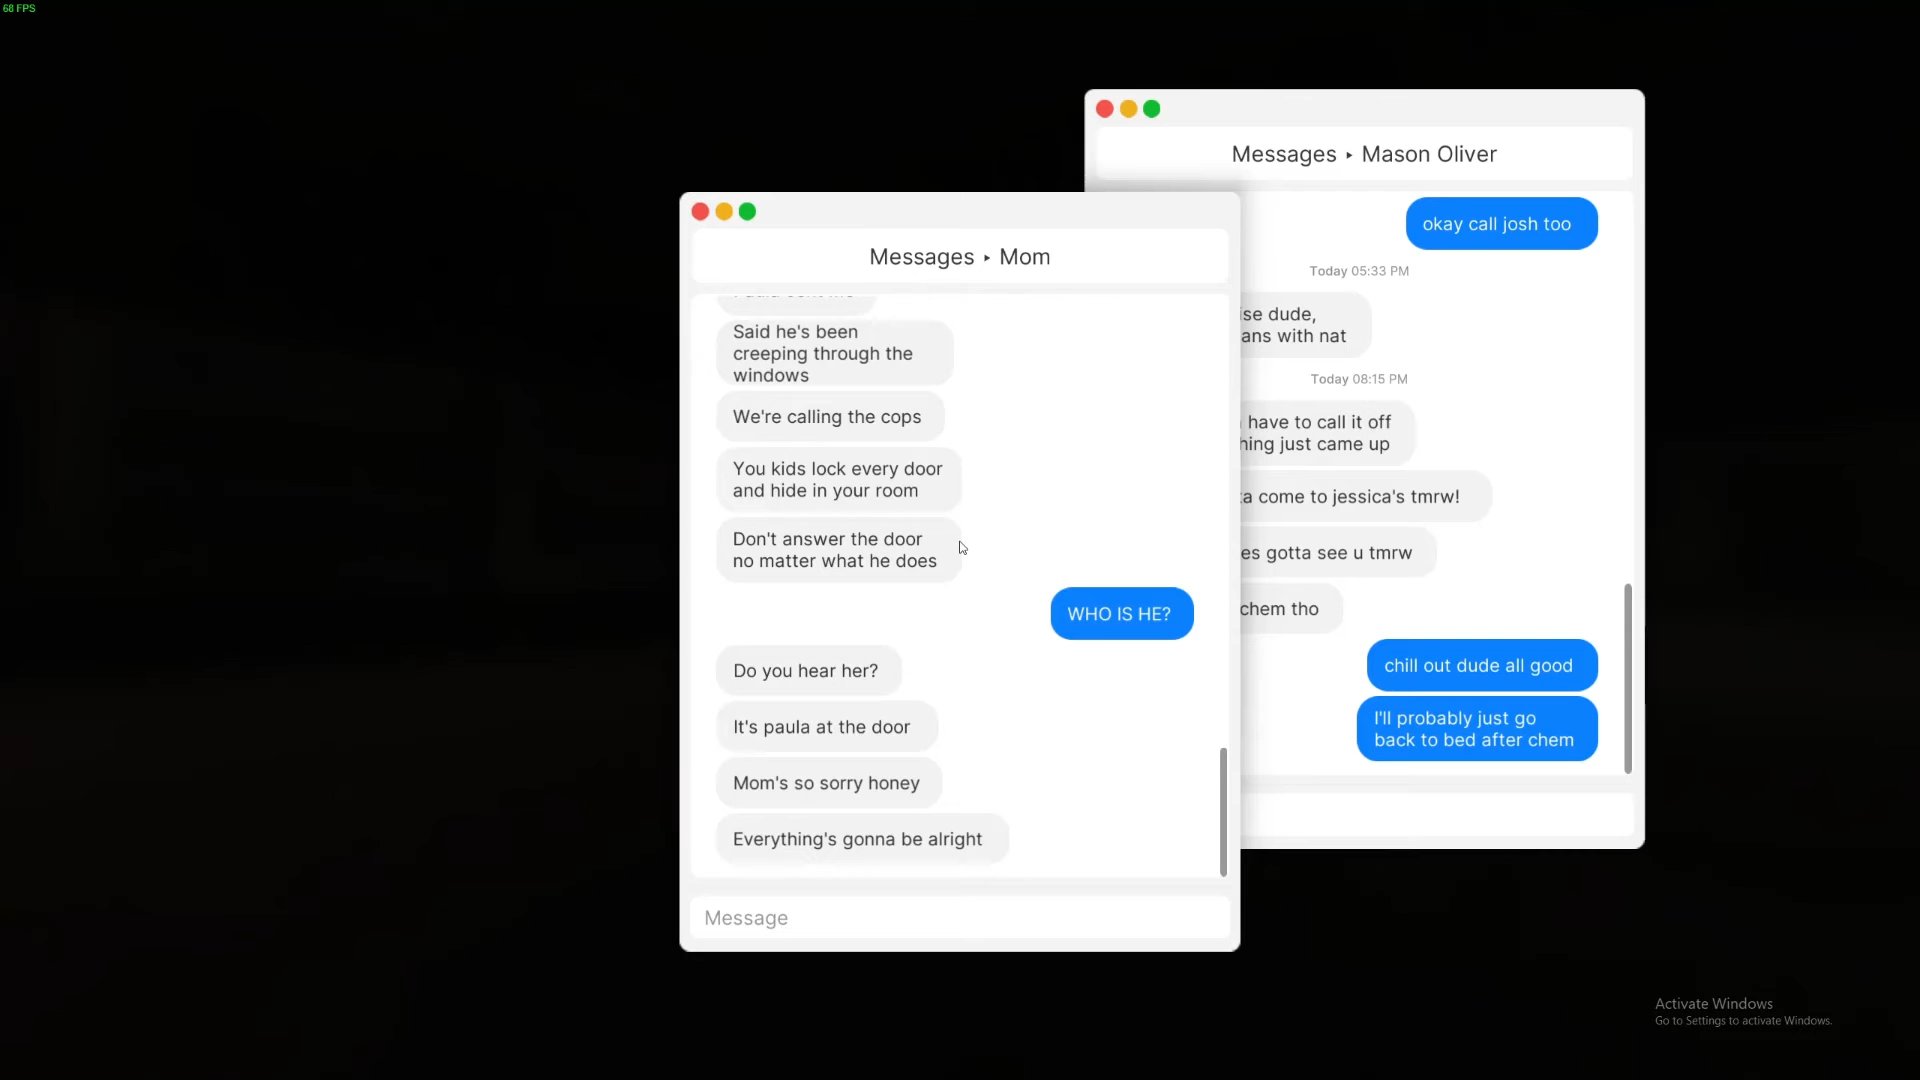 68 FPS
Messages ▸ Mason Oliver
okay call josh too
Today 05:33 PM
dude,
with nat
Today 08:15 PM
have to call it off
just came up
come to jessica's tmrw!
gotta see u tmrw
chem tho
chill out dude all good
I'll probably just go
back to bed after chem
Messages ▸ Mom
Said he's been
creeping through the
windows
We're calling the cops
You kids lock every door
and hide in your room
Don't answer the door
no matter what he does
WHO IS HE?
Do you hear her?
It's paula at the door
Mom's so sorry honey
Everything's gonna be alright
Message
Activate Windows
Go to Settings to activate Windows.